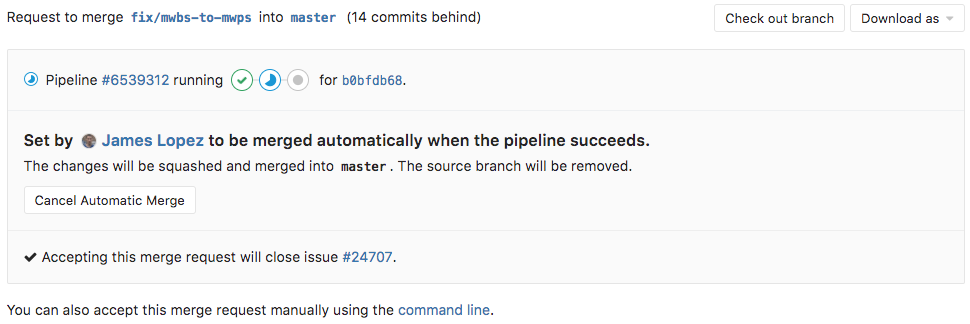 Request to merge fix/mwbs-to-mwps into master (14 commits behind) Check out branch Download as
Pipeline #6539312 running for b0bfdb68.
Set by James Lopez to be merged automatically when the pipeline succeeds.
The changes will be squashed and merged into master. The source branch will be removed.
Cancel Automatic Merge
Accepting this merge request will close issue #24707.
You can also accept this merge request manually using the command line.